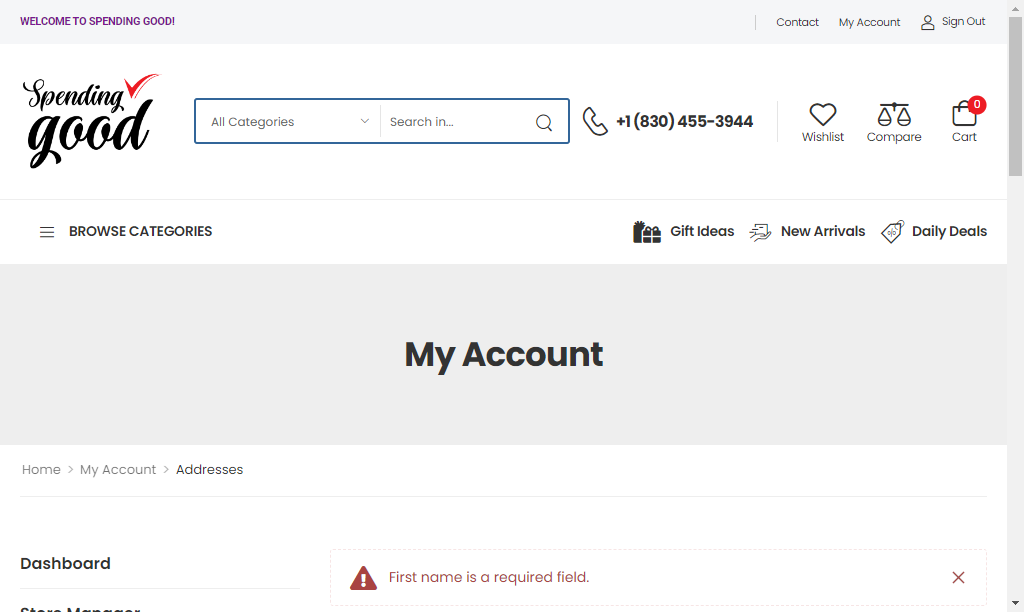 WELCOME TO SPENDING GOOD!
Contact
My Account
Sign Out
Spending
good
All Categories
Search in...
+1 (830) 455-3944
Wishlist
Compare
0
Cart
BROWSE CATEGORIES
Gift Ideas
New Arrivals
Daily Deals
My Account
Home > My Account > Addresses
Dashboard
First name is a required field.
Store Manager